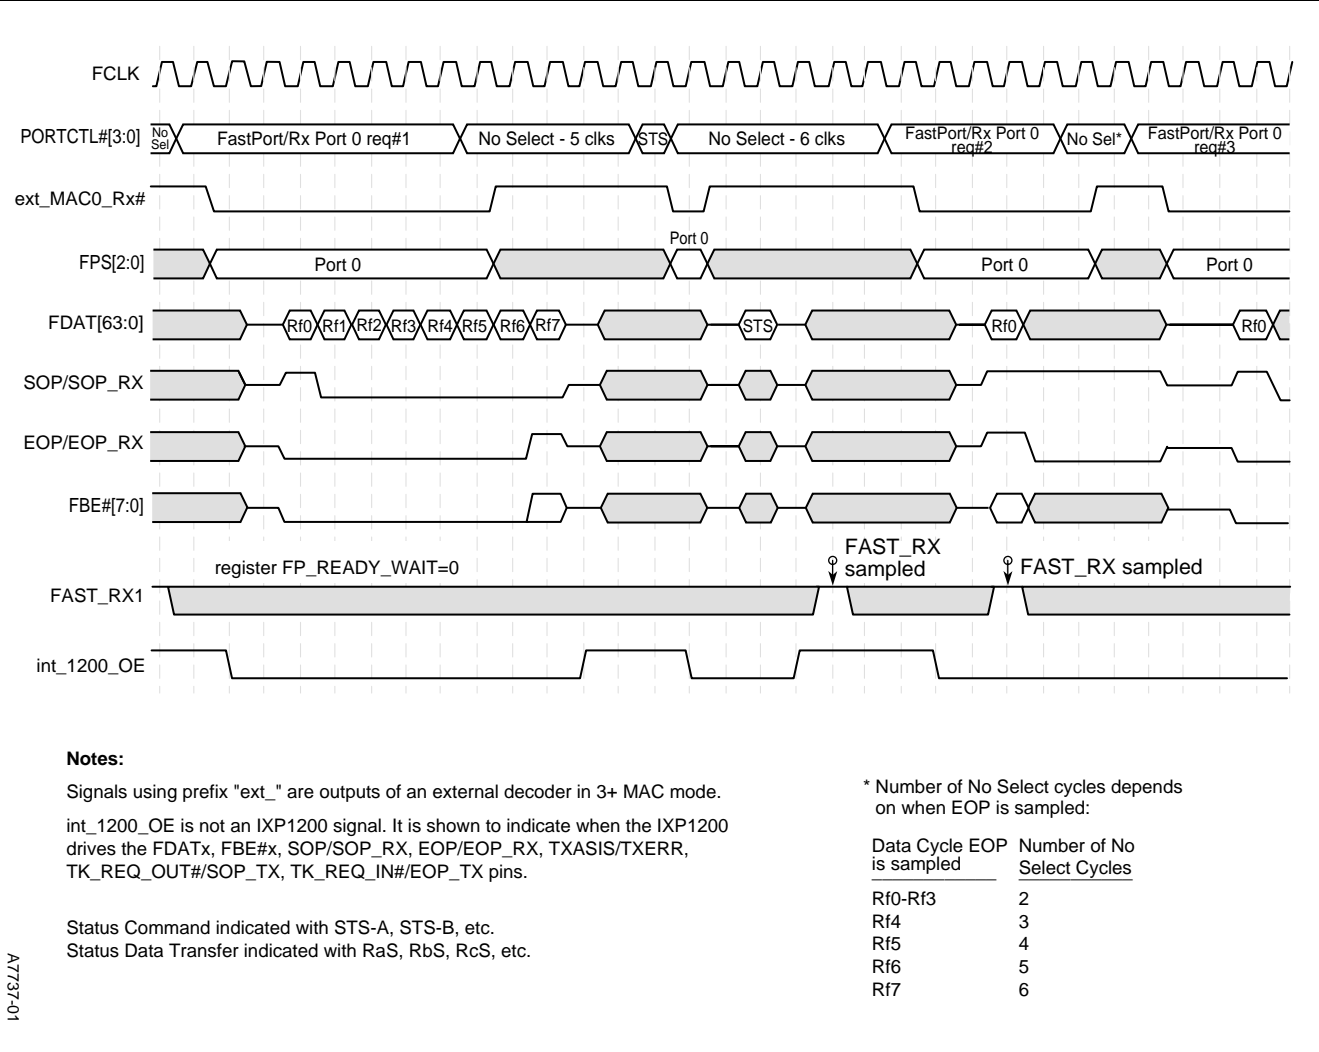 FCLK
PORTCTL#[3:0]
No Sel
FastPort/Rx Port 0 req#1
No Select - 5 clks
STS
No Select - 6 clks
FastPort/Rx Port 0 req#2
No Sel*
FastPort/Rx Port 0 req#3
ext_MAC0_Rx#
Port 0
FPS[2:0]
Port 0
Port 0
Port 0
FDAT[63:0]
Rf0
Rf1
Rf2
Rf3
Rf4
Rf5
Rf6
Rf7
STS
Rf0
Rf0
SOP/SOP_RX
EOP/EOP_RX
FBE#[7:0]
register FP_READY_WAIT=0
FAST_RX
sampled
FAST_RX sampled
FAST_RX1
int_1200_OE
Notes:
Signals using prefix "ext_" are outputs of an external decoder in 3+ MAC mode.
int_1200_OE is not an IXP1200 signal. It is shown to indicate when the IXP1200
drives the FDATx, FBE#x, SOP/SOP_RX, EOP/EOP_RX, TXASIS/TXERR,
TK_REQ_OUT#/SOP_TX, TK_REQ_IN#/EOP_TX pins.
Status Command indicated with STS-A, STS-B, etc.
Status Data Transfer indicated with RaS, RbS, RcS, etc.
* Number of No Select cycles depends
on when EOP is sampled:
Data Cycle EOP is sampled
Number of No Select Cycles
Rf0-Rf3 2
Rf4 3
Rf5 4
Rf6 5
Rf7 6
A7737-01